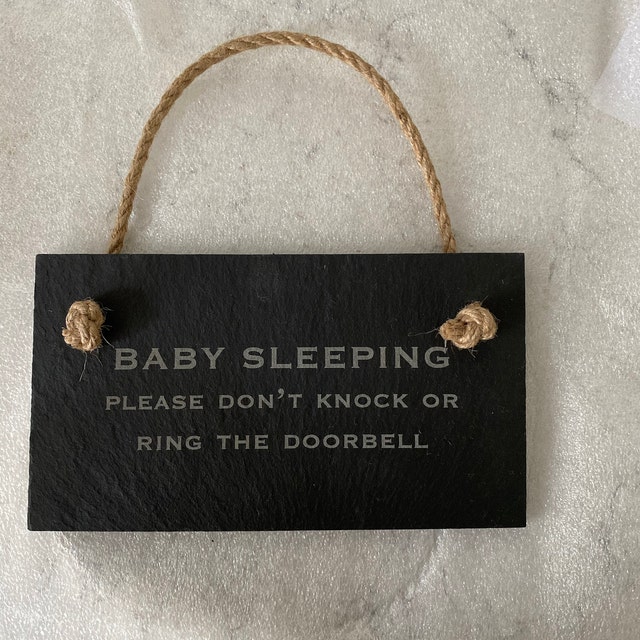 BABY SLEEPING
PLEASE DON'T KNOCK OR
RING THE DOORBELL